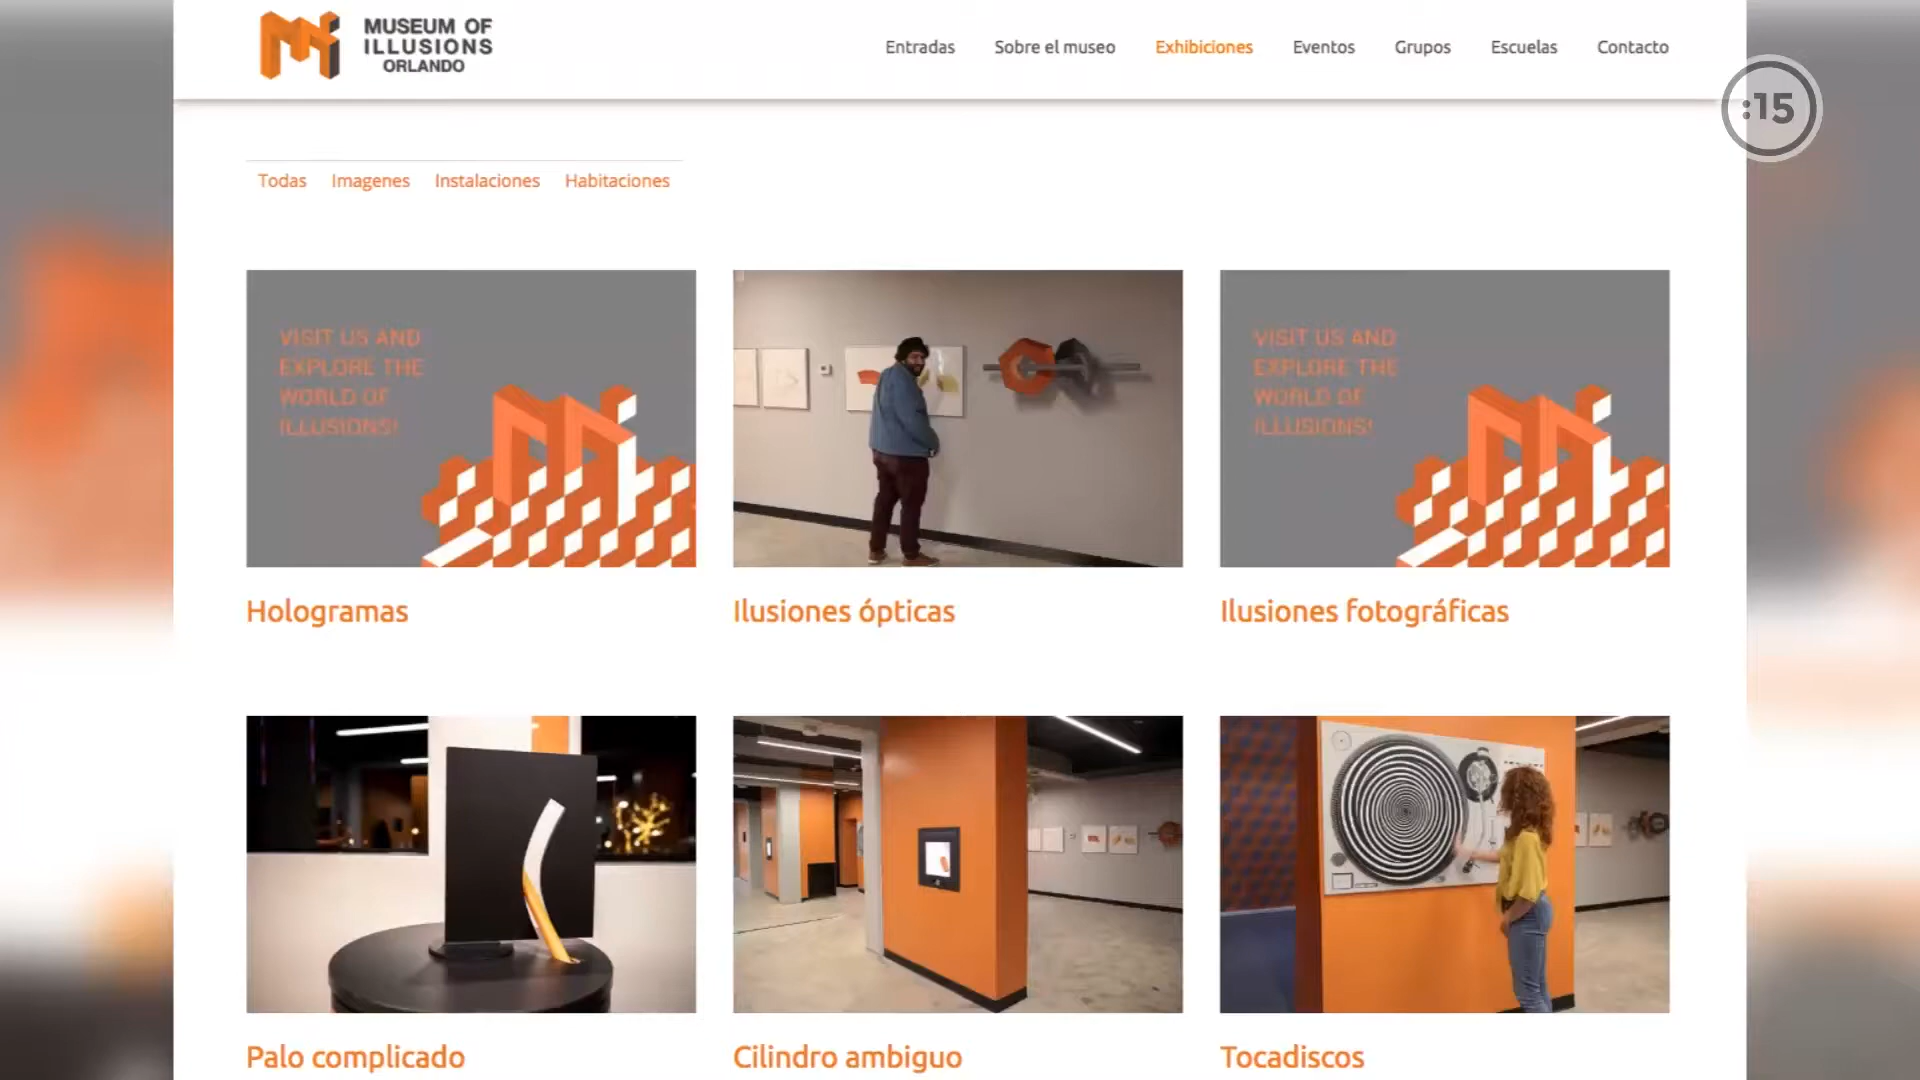 MUSEUM OF
ILLUSIONS
ORLANDO
Entradas Sobre el museo Exhibiciones Eventos Grupos Escuelas Contacto
:15
Todas Imagenes Instalaciones Habitaciones
VISIT US AND
EXPLORE THE
WORLD OF
ILLUSIONS!
VISIT US AND
EXPLORE THE
WORLD OF
ILLUSIONS!
Hologramas Ilusiones ópticas Ilusiones fotográficas
Palo complicado Cilindro ambiguo Tocadiscos